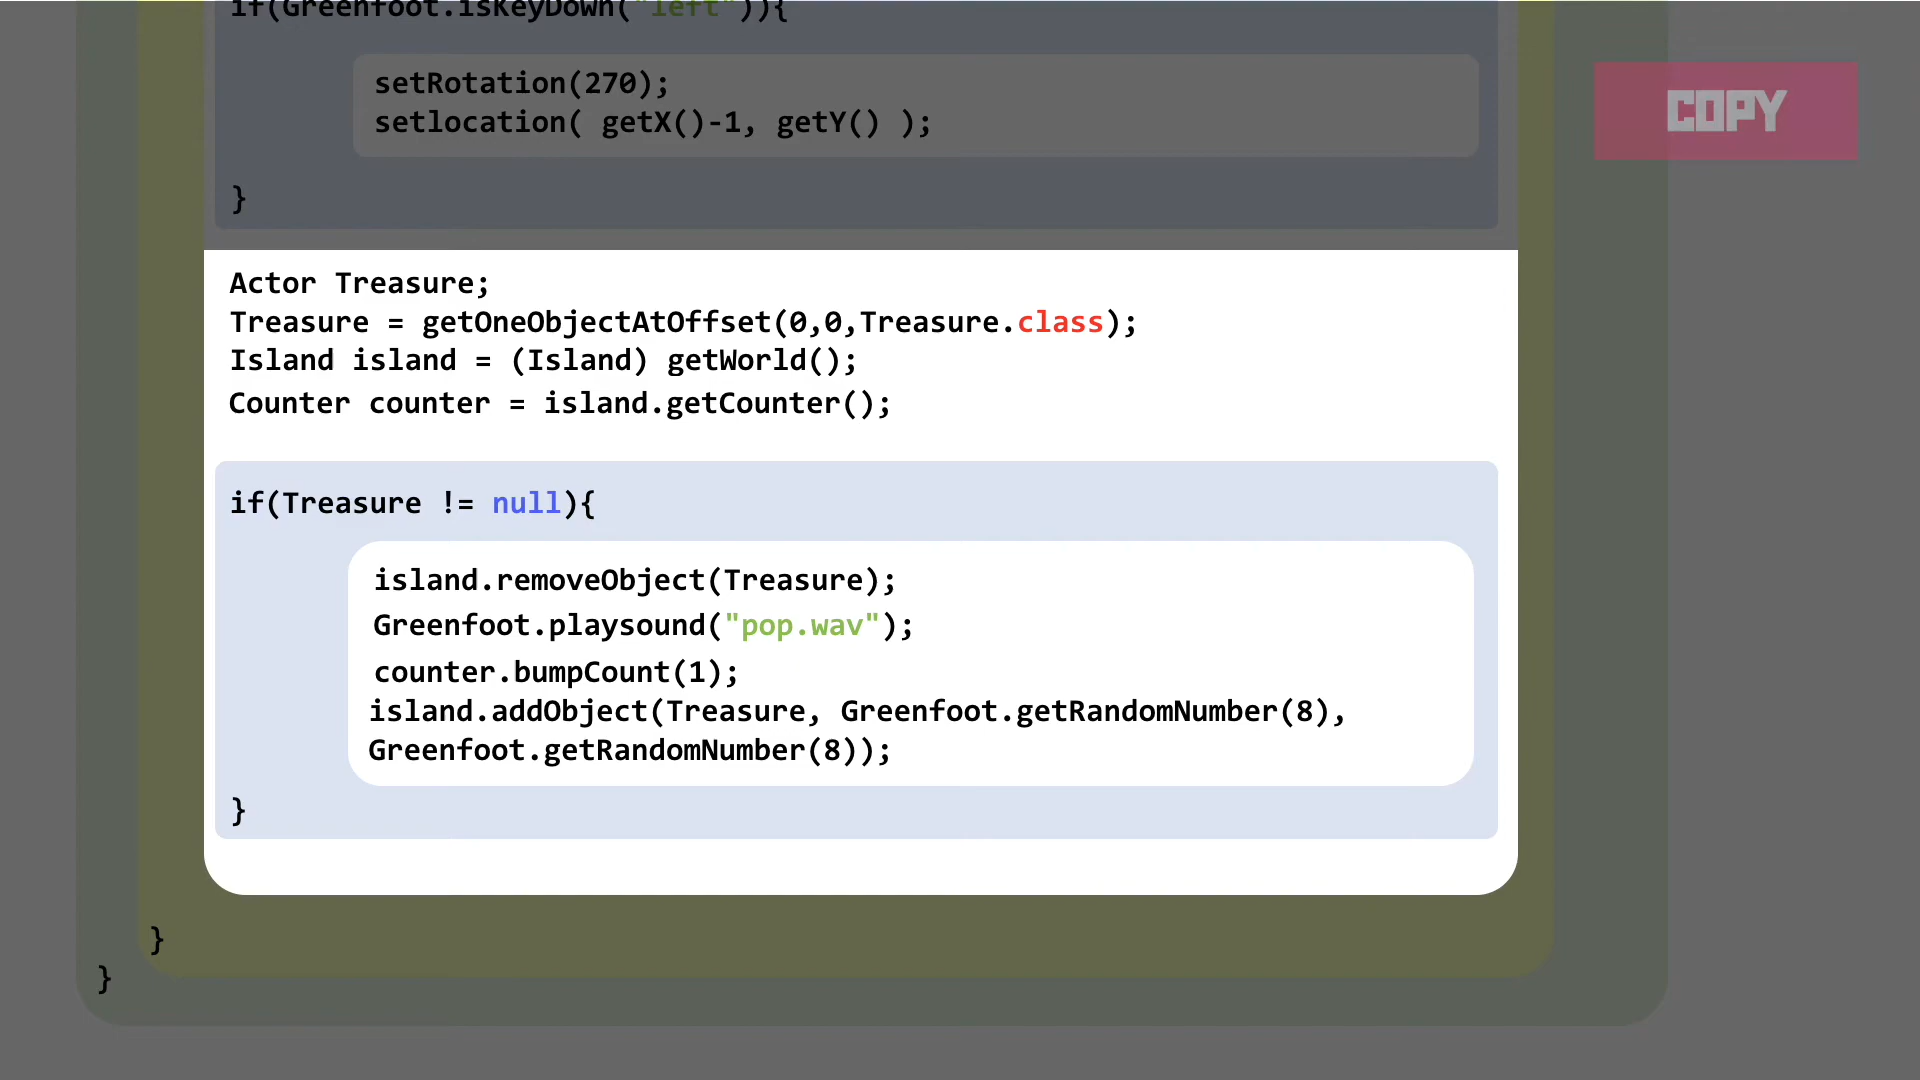 if(Greenfoot.isKeyDown("left")){
setRotation(270);
setlocation( getX()-1, getY() );
}
COPY
Actor Treasure;
Treasure = getOneObjectAtOffset(0,0,Treasure.class);
Island island = (Island) getWorld();
Counter counter = island.getCounter();
if(Treasure != null){
island.removeObject(Treasure);
Greenfoot.playsound("pop.wav");
counter.bumpCount(1);
island.addObject(Treasure, Greenfoot.getRandomNumber(8),
Greenfoot.getRandomNumber(8));
}
}
}